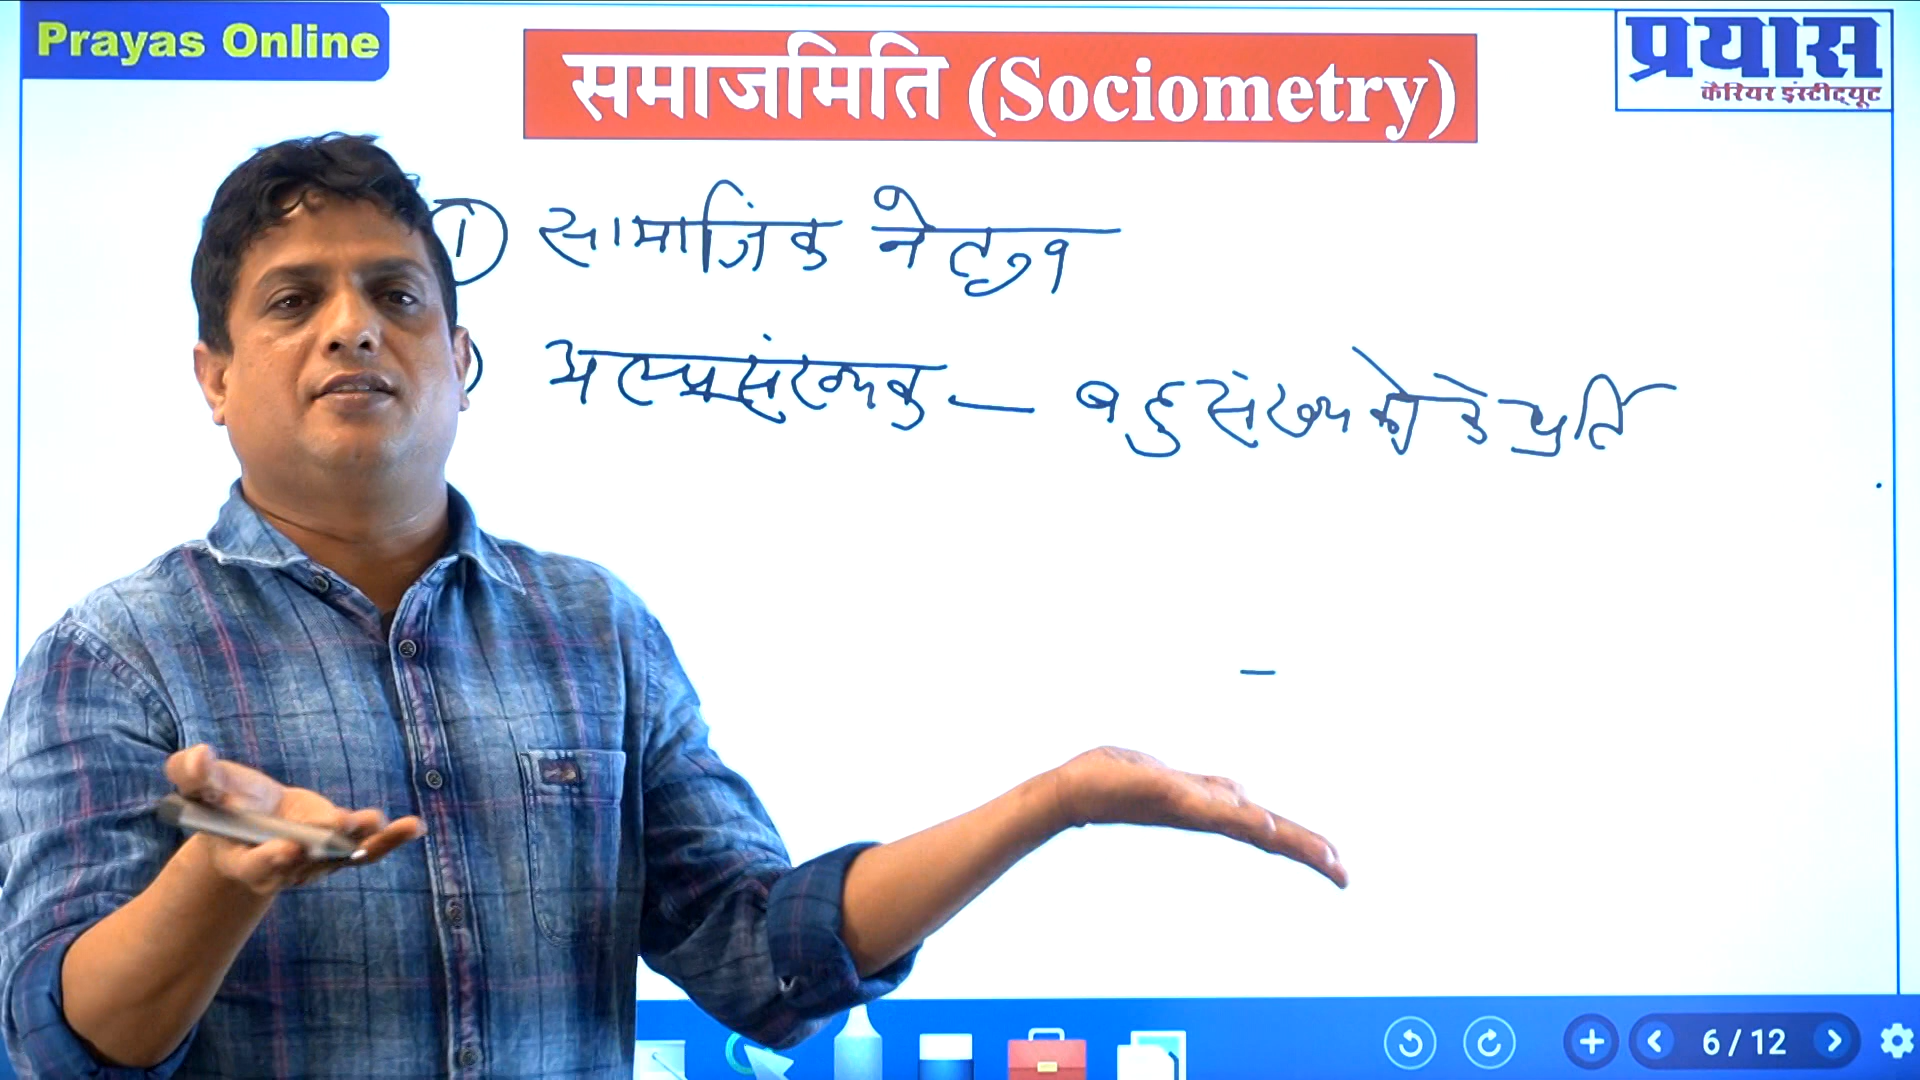 Prayas Online
समाजमिति (Sociometry)
प्रयास
कैरियर इंस्टीट्यूट
1 सामाजिक नेतृत्व
अल्पसंख्यक — बहुसंख्यकों के प्रति
6 / 12